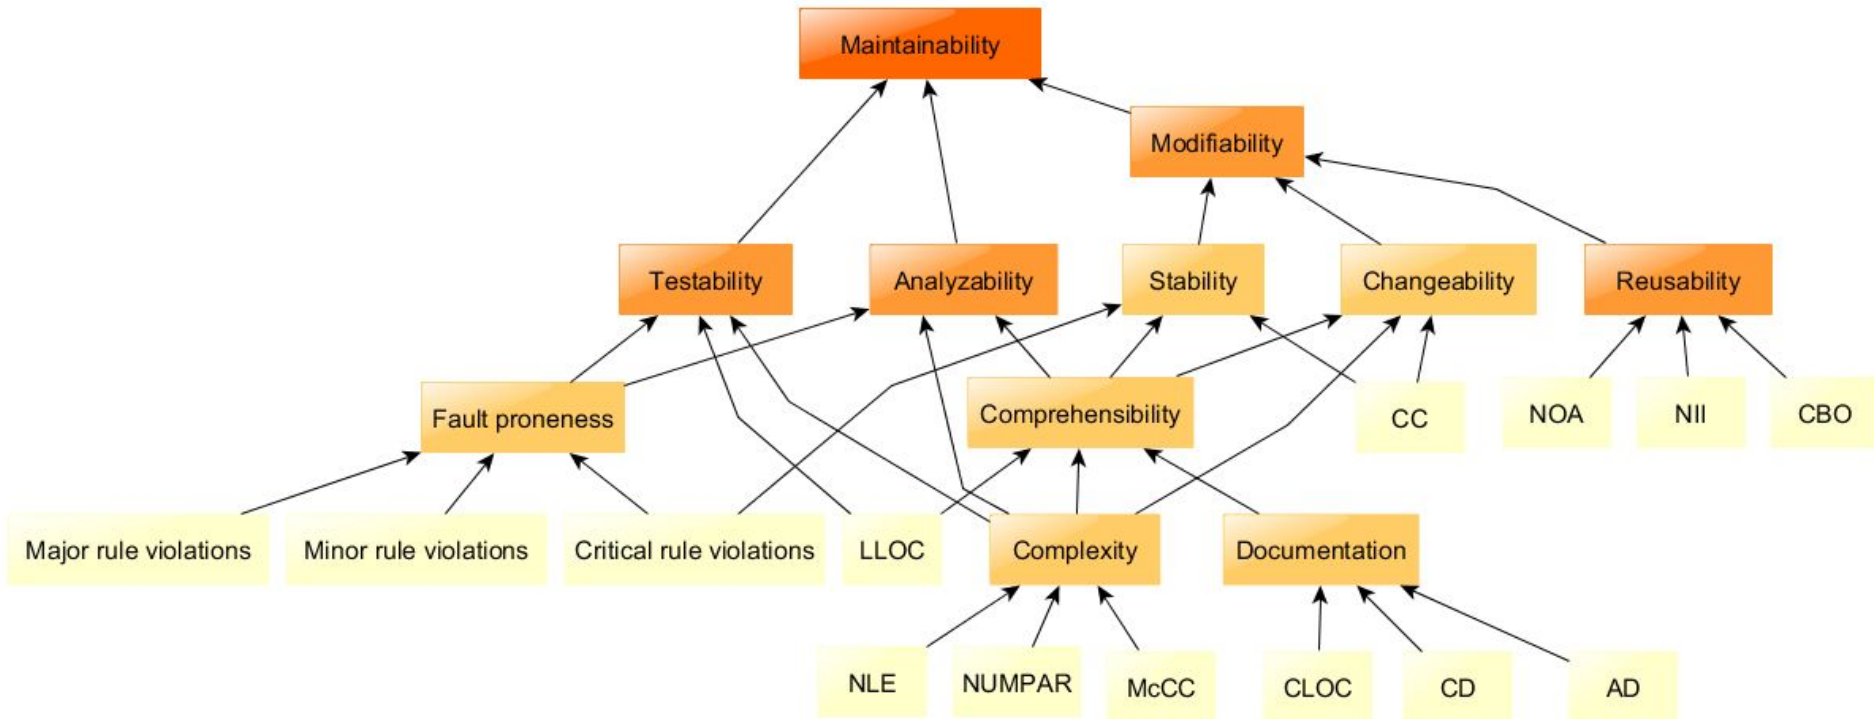 Maintainability
Modifiability
Testability
Analyzability
Stability
Changeability
Reusability
Fault proneness
Comprehensibility
CC
NOA
NII
CBO
Major rule violations
Minor rule violations
Critical rule violations
LLOC
Complexity
Documentation
NLE
NUMPAR
McCC
CLOC
CD
AD